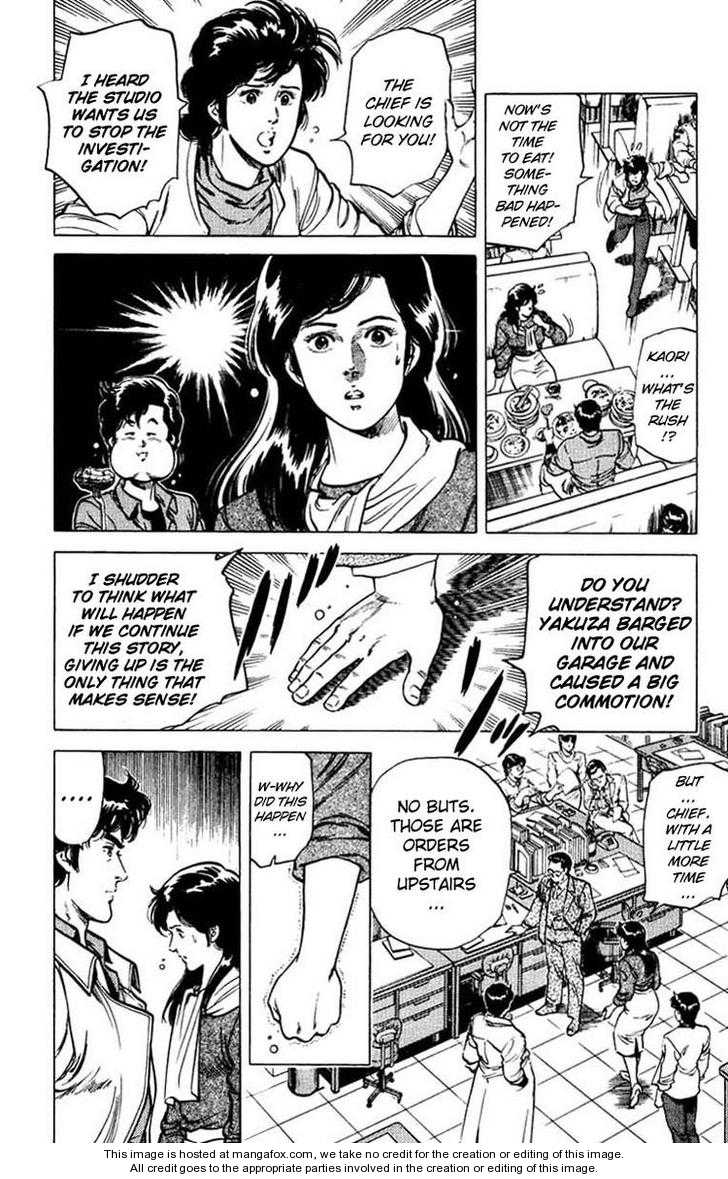 NOW'S
NOT THE
TIME
TO EAT!
SOME-
THING
BAD HAP-
PENED!
KAORI
...
WHAT'S
THE
RUSH
!?
THE
CHIEF IS
LOOKING
FOR YOU!
I HEARD
THE STUDIO
WANTS US
TO STOP THE
INVESTI-
GATION!
DO YOU
UNDERSTAND?
YAKUZA BARGED
INTO OUR
GARAGE AND
CAUSED A BIG
COMMOTION!
I SHUDDER
TO THINK WHAT
WILL HAPPEN
IF WE CONTINUE
THIS STORY,
GIVING UP IS THE
ONLY THING THAT
MAKES SENSE!
BUT
...
CHIEF.
WITH A
LITTLE
MORE
TIME
...
NO BUTS.
THOSE ARE
ORDERS
FROM
UPSTAIRS
...
W-WHY
DID THIS
HAPPEN
...
....
This image is hosted at mangafox.com, we take no credit for the creation or editing of this image.
All credit goes to the appropriate parties involved in the creation or editing of this image.